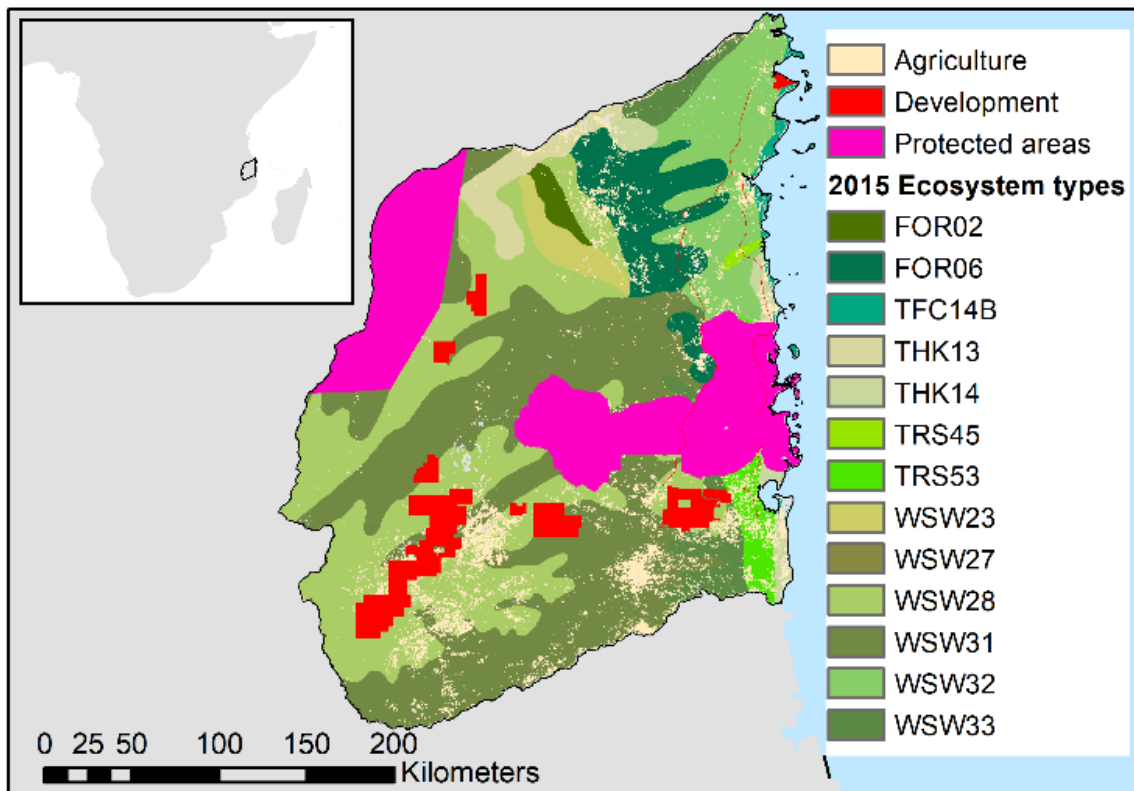 Agriculture
Development
Protected areas
2015 Ecosystem types
FOR02
FOR06
TFC14B
THK13
THK14
TRS45
TRS53
WSW23
WSW27
WSW28
WSW31
WSW32
WSW33
0 25 50 100 150 200
Kilometers